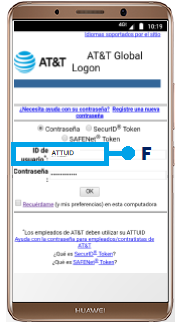 4G 10:19
Idiomas soportados por el sitio
AT&T AT&T Global
Logon
¿Necesita ayuda con su contraseña? Registre una nueva
contraseña
Contraseña SecurID® Token
SAFENet® Token
ID de
usuario*: ATTUID
F
Contraseña
:
OK
Recuérdame (y mis preferencias) en esta computadora
*Los empleados de AT&T deben utilizar su ATTUID
Ayuda con la contraseña para empleados/contratistas de
AT&T
¿Qué es SecurID® Token?
¿Qué es SAFENet® Token?
HUAWEI